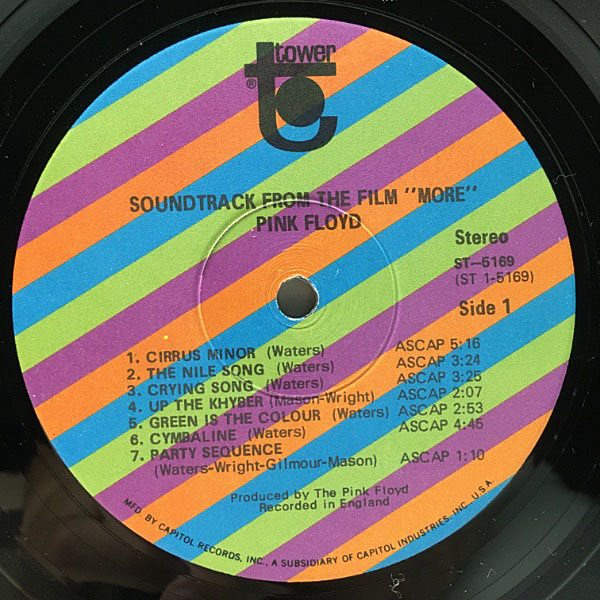 tower
®
SOUNDTRACK FROM THE FILM "MORE"
PINK FLOYD
Stereo
ST-5169
(ST 1-5169)
Side 1
1. CIRRUS MINOR (Waters) ASCAP 5:16
2. THE NILE SONG (Waters) ASCAP 3:24
3. CRYING SONG (Waters) ASCAP 3:25
4. UP THE KHYBER (Mason-Wright) ASCAP 2:07
5. GREEN IS THE COLOUR (Waters) ASCAP 2:53
6. CYMBALINE (Waters) ASCAP 4:45
7. PARTY SEQUENCE
(Waters-Wright-Gilmour-Mason) ASCAP 1:10
Produced by The Pink Floyd
Recorded in England
MFD. BY CAPITOL RECORDS, INC., A SUBSIDIARY OF CAPITOL INDUSTRIES, INC. U.S.A.